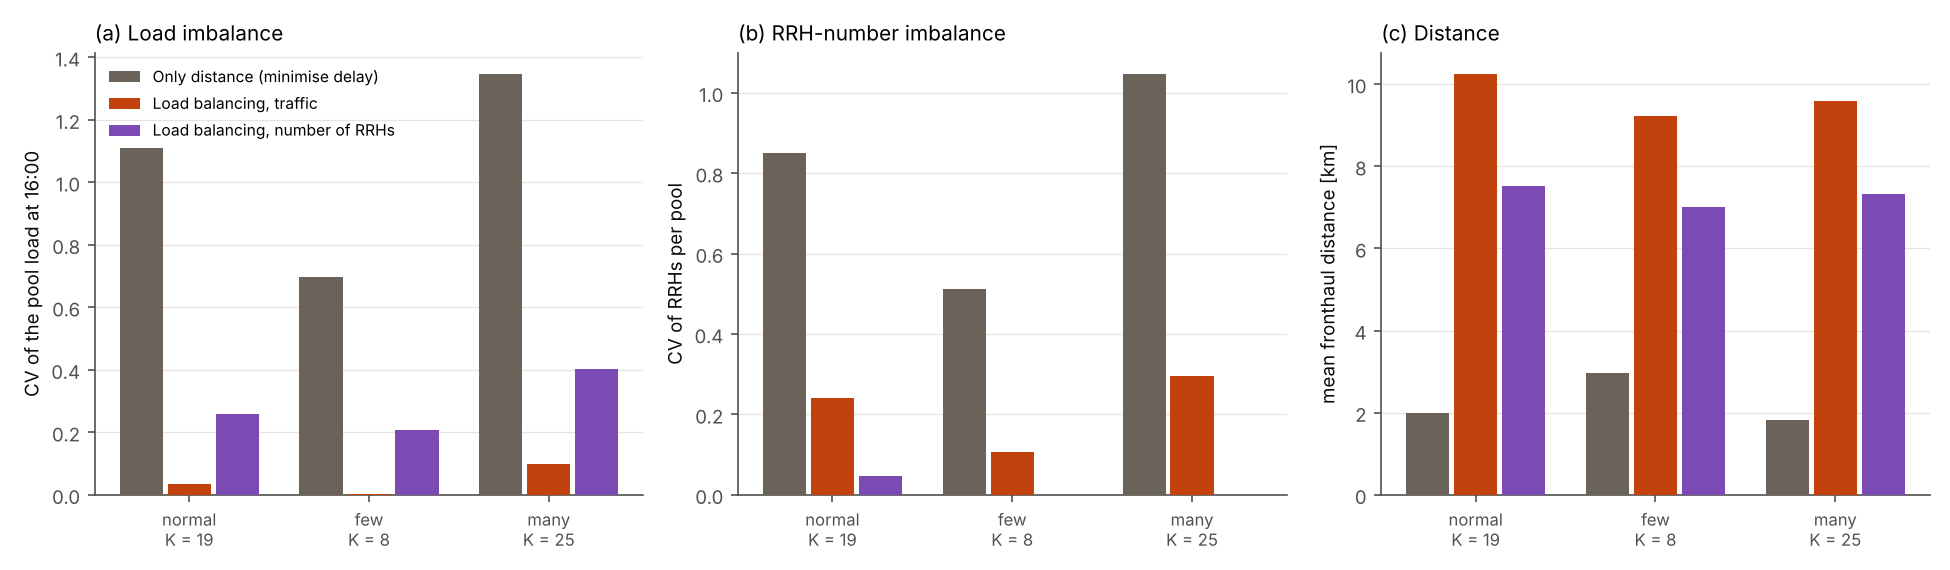 (a) Load imbalance
CV of the pool load at 16:00
1.4
1.2
1.0
0.8
0.6
0.4
0.2
0.0
Only distance (minimise delay)
Load balancing, traffic
Load balancing, number of RRHs
normal
K = 19
few
K = 8
many
K = 25
(b) RRH-number imbalance
CV of RRHs per pool
1.0
0.8
0.6
0.4
0.2
0.0
normal
K = 19
few
K = 8
many
K = 25
(c) Distance
mean fronthaul distance [km]
10
8
6
4
2
0
normal
K = 19
few
K = 8
many
K = 25